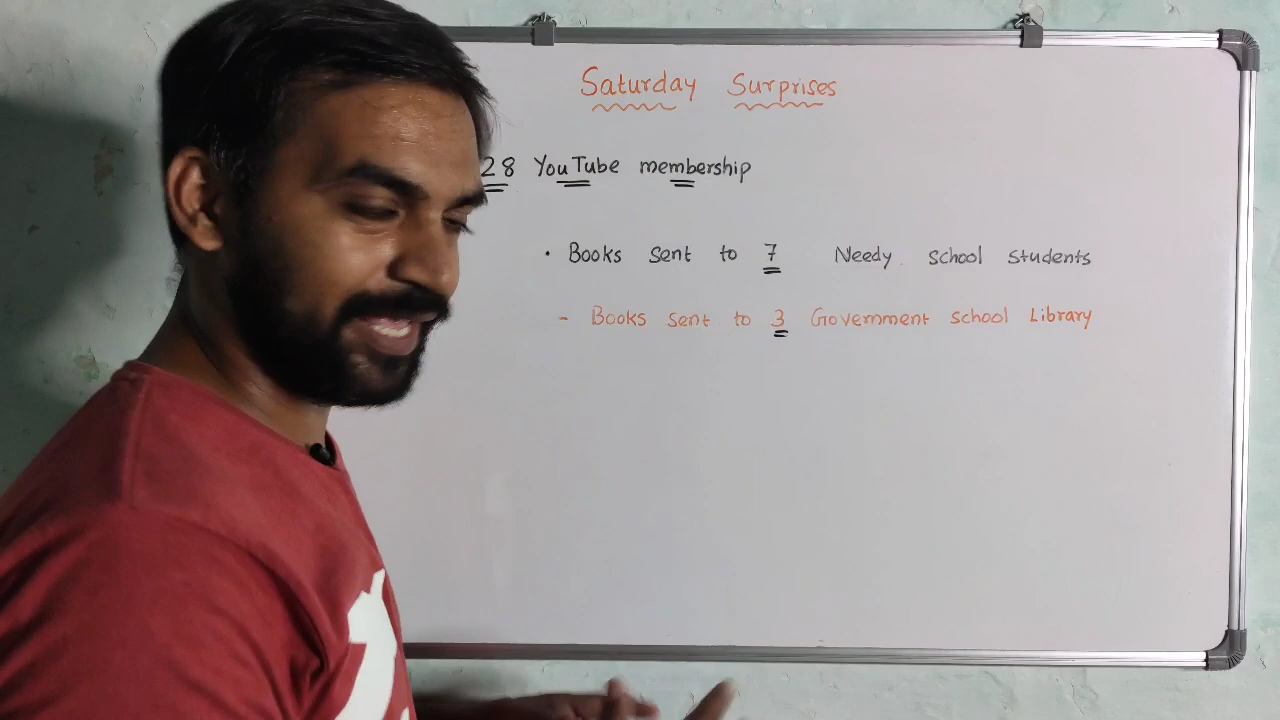 Saturday Surprises
28 YouTube membership
· Books sent to 7 Needy school students
- Books sent to 3 Government school Library